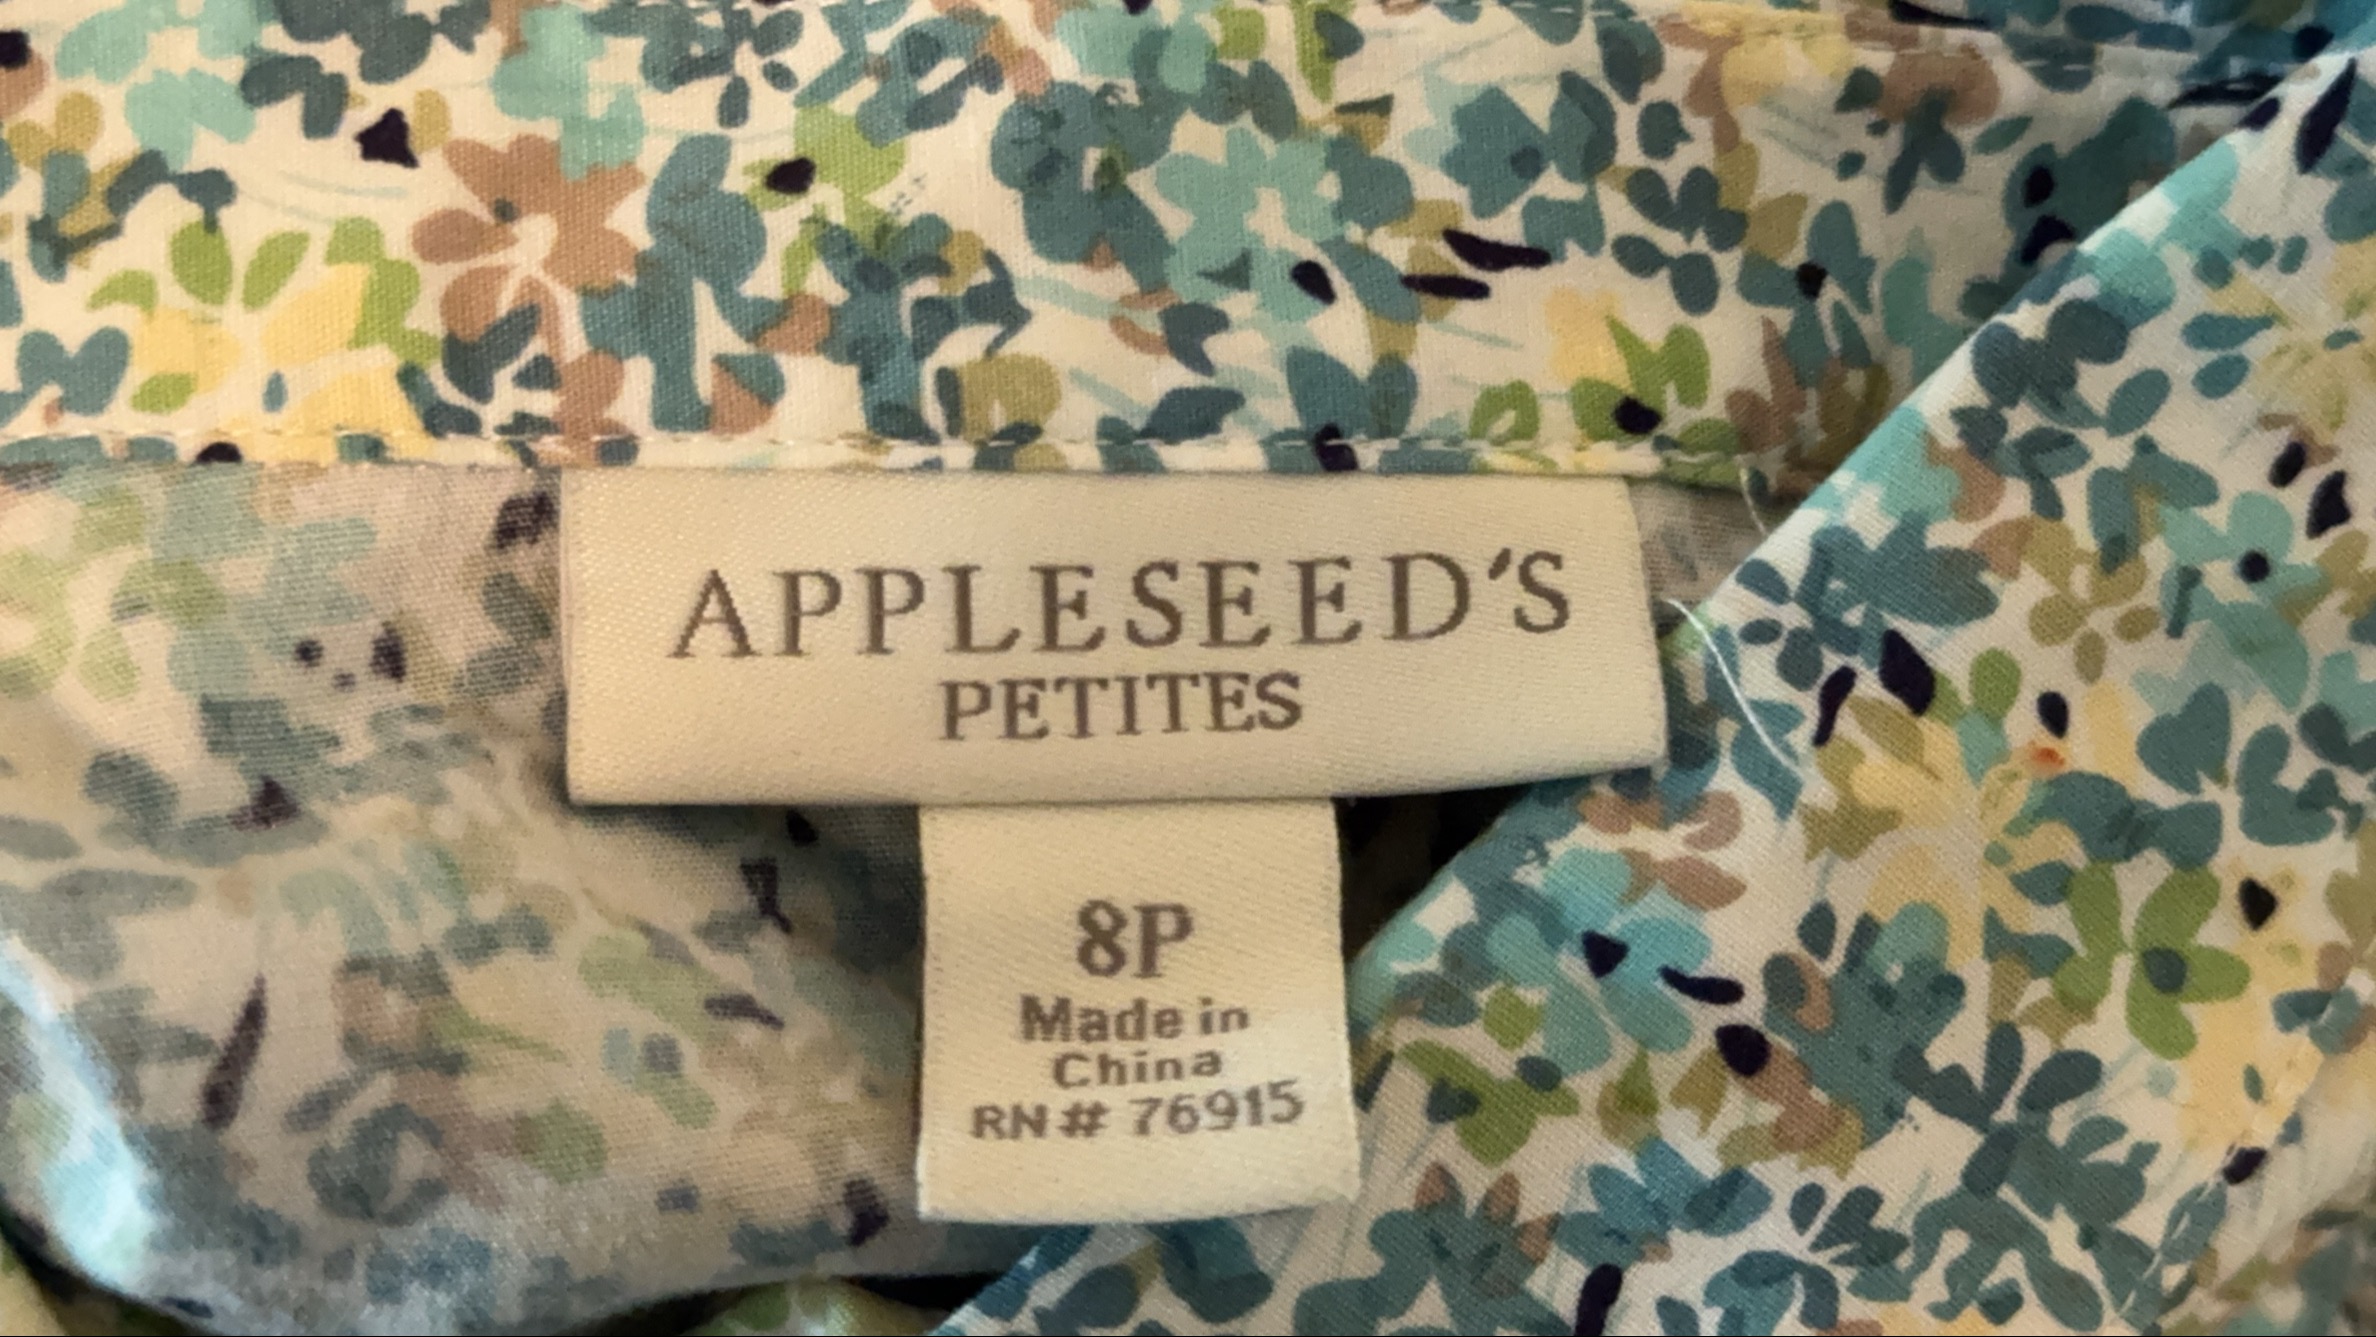 APPLESEED'S
PETITES
8P
Made in
China
RN# 76915